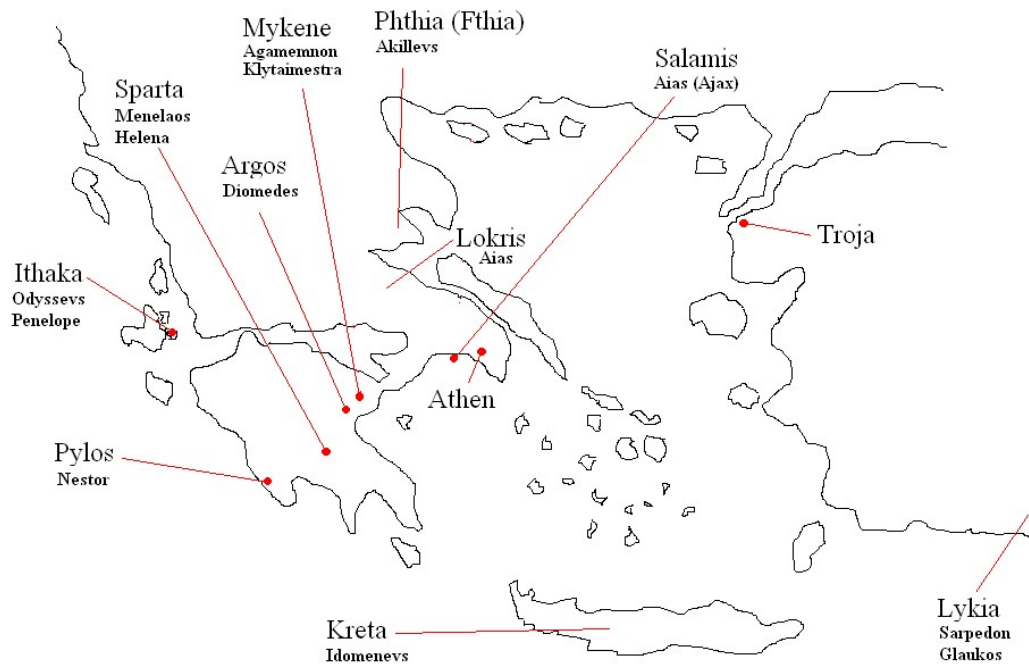 Phthia (Fthia)
Akillevs
Mykene
Agamemnon
Klytaimestra
Salamis
Aias (Ajax)
Sparta
Menelaos
Helena
Argos
Diomedes
Troja
Lokris
Aias
Ithaka
Odyssevs
Penelope
Athen
Pylos
Nestor
Kreta
Idomenevs
Lykia
Sarpedon
Glaukos